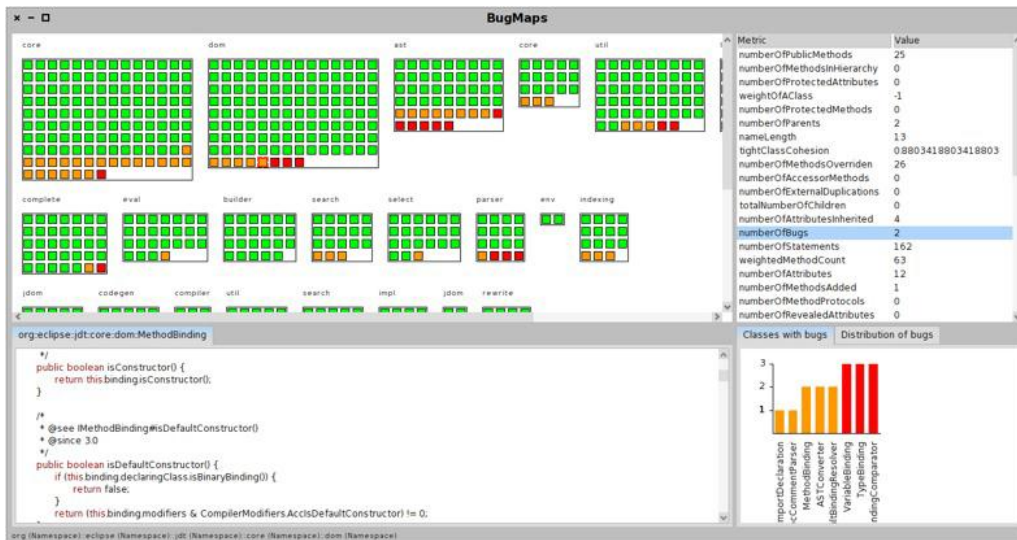 BugMaps
core dom ast core util
complete eval builder search select parser env indexing
jdom codegen compiler util search impl jdom rewrite
Metric Value
numberOfPublicMethods 25
numberOfMethodsInHierarchy 0
numberOfProtectedAttributes 0
weightOfAClass -1
numberOfProtectedMethods 0
numberOfParents 2
nameLength 13
tightClassCohesion 0.8803418803418803
numberOfMethodsOverriden 26
numberOfAccessorMethods 0
numberOfExternalDuplications 0
totalNumberOfChildren 0
numberOfAttributesInherited 4
numberOfBugs 2
numberOfStatements 162
weightedMethodCount 63
numberOfAttributes 12
numberOfMethodsAdded 1
numberOfMethodProtocols 0
numberOfRevealedAttributes 0
org::eclipse::jdt::core::dom::MethodBinding
*/
public boolean isConstructor() {
return this.binding.isConstructor();
}
/*
* @see IMethodBinding#isDefaultConstructor()
* @since 3.0
*/
public boolean isDefaultConstructor() {
if (this.binding.declaringClass.isBinaryBinding()) {
return false;
}
return (this.binding.modifiers & CompilerModifiers.AccIsDefaultConstructor) != 0;
Classes with bugs Distribution of bugs
3
2
1
mportDeclaration
cCommentParser
MethodBinding
ASTConverter
ultBindingResolver
VariableBinding
TypeBinding
ndingComparator
org (Namespace)::eclipse (Namespace)::jdt (Namespace)::core (Namespace)::dom (Namespace)